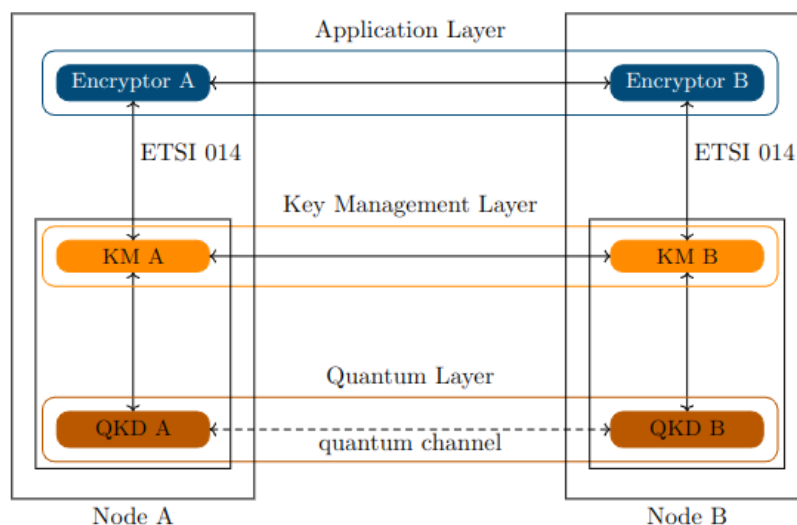 Application Layer
Encryptor A
Encryptor B
ETSI 014
ETSI 014
Key Management Layer
KM A
KM B
Quantum Layer
QKD A
QKD B
quantum channel
Node A
Node B